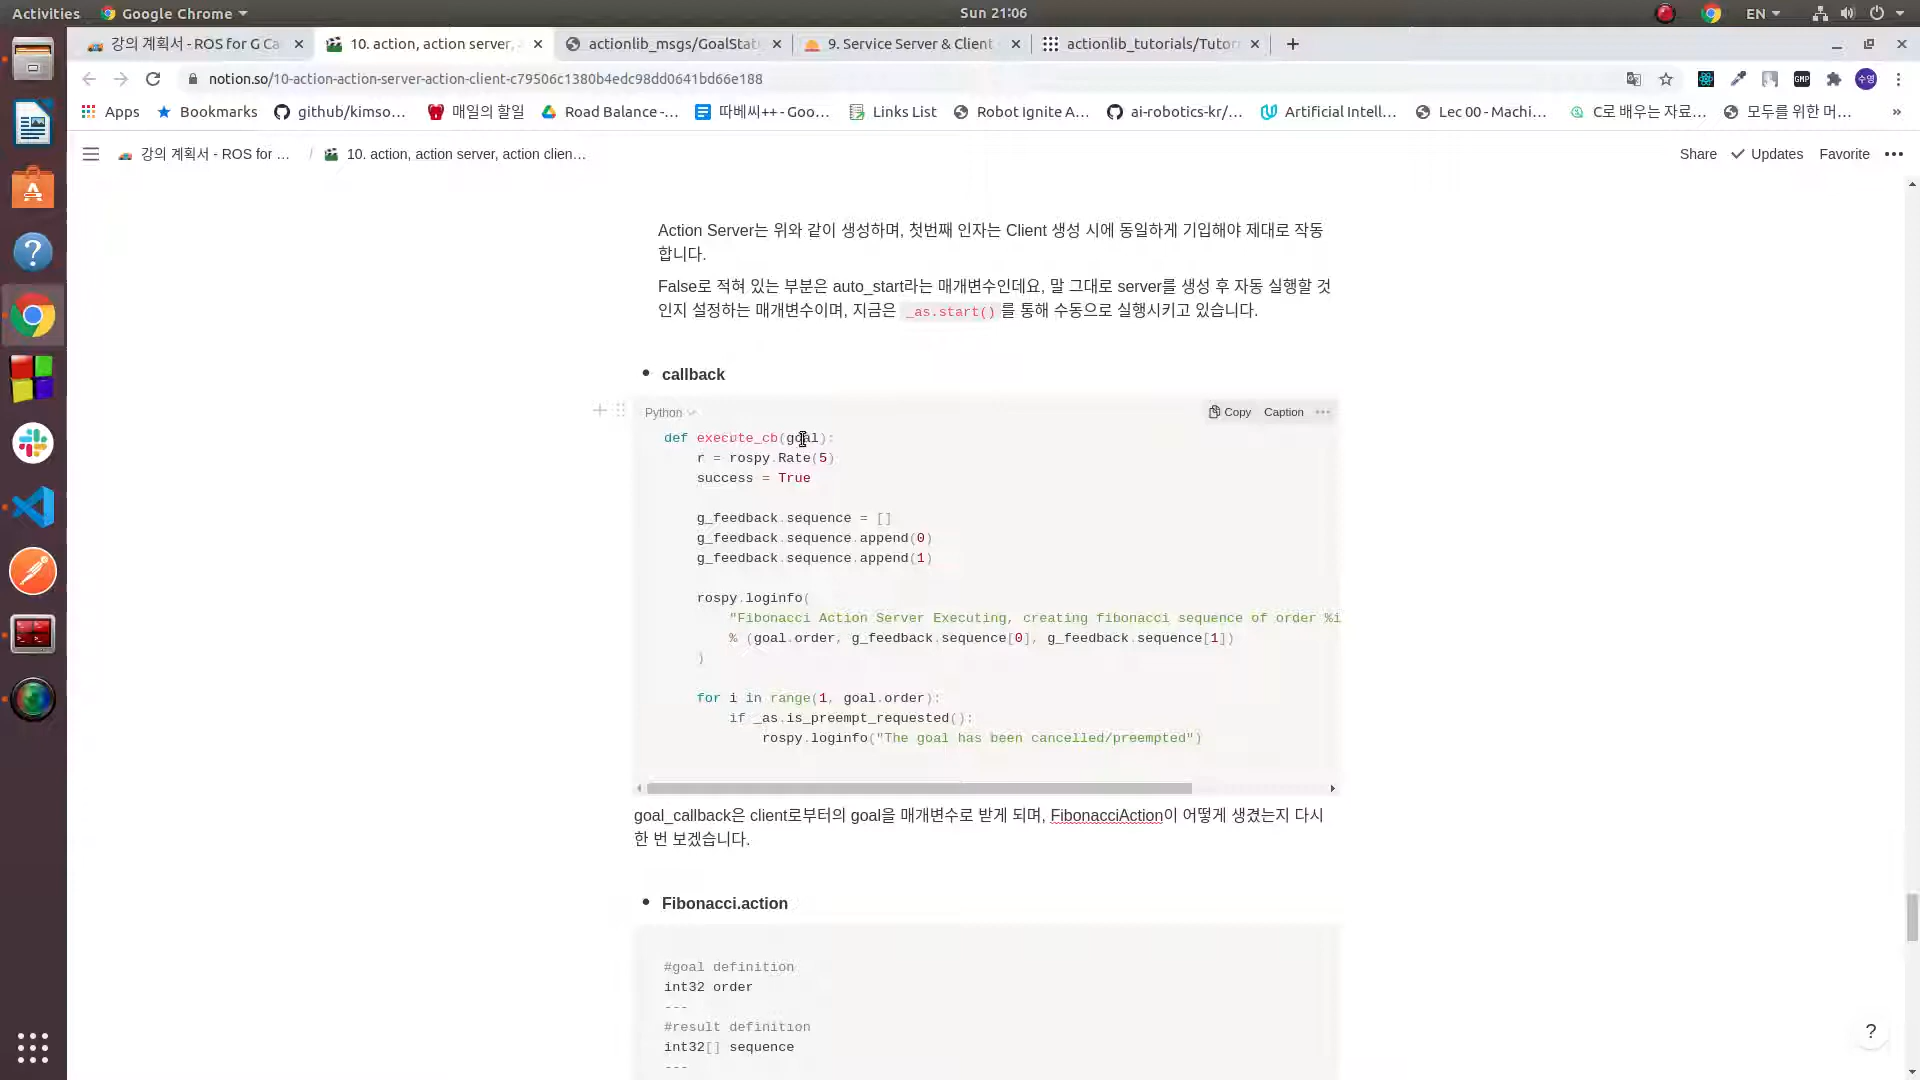 Activities
Google Chrome
Sun 21:06
EN
강의 계획서 - ROS for G Ca
10. action, action server,
actionlib_msgs/GoalStat
9. Service Server & Client
actionlib_tutorials/Tutor
notion.so/10-action-action-server-action-client-c79506c1380b4edc98dd0641bd66e188
GMP
수영
Apps
Bookmarks
github/kimso...
매일의 할일
Road Balance -...
따베씨++ - Goo...
Links List
Robot Ignite A...
ai-robotics-kr/...
Artificial Intell...
Lec 00 - Machi...
C로 배우는 자료...
모두를 위한 머...
»
강의 계획서 - ROS for ...
/
10. action, action server, action clien...
Share
Updates
Favorite
Action Server는 위와 같이 생성하며, 첫번째 인자는 Client 생성 시에 동일하게 기입해야 제대로 작동
합니다.
False로 적혀 있는 부분은 auto_start라는 매개변수인데요, 말 그대로 server를 생성 후 자동 실행할 것
인지 설정하는 매개변수이며, 지금은 _as.start()를 통해 수동으로 실행시키고 있습니다.
• callback
Python
Copy
Caption
def execute_cb(goal):
r = rospy.Rate(5)
success = True
g_feedback.sequence = []
g_feedback.sequence.append(0)
g_feedback.sequence.append(1)
rospy.loginfo(
"Fibonacci Action Server Executing, creating fibonacci sequence of order %i
% (goal.order, g_feedback.sequence[0], g_feedback.sequence[1])
)
for i in range(1, goal.order):
if _as.is_preempt_requested():
rospy.loginfo("The goal has been cancelled/preempted")
goal_callback은 client로부터의 goal을 매개변수로 받게 되며, FibonacciAction이 어떻게 생겼는지 다시
한 번 보겠습니다.
• Fibonacci.action
#goal definition
int32 order
---
#result definition
int32[] sequence
---
?